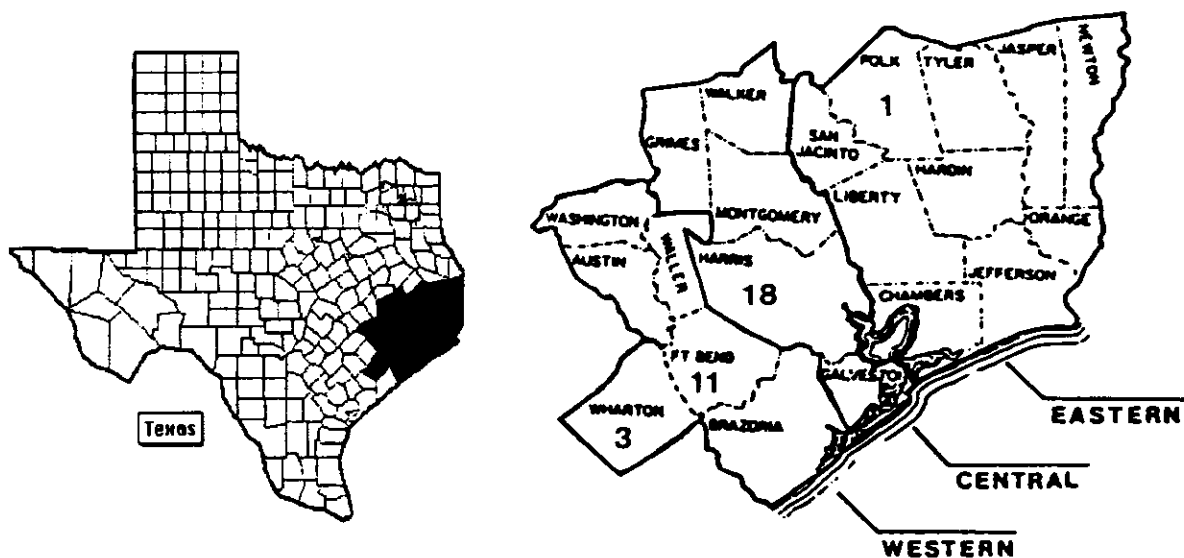 Texas
POLK
TYLER
JASPER
NEWTON
1
WALKER
GRIMES
SAN
JACINTO
HARDIN
LIBERTY
WASHINGTON
MONTGOMERY
ORANGE
WALLER
AUSTIN
HARRIS
JEFFERSON
18
CHAMBERS
FT BEND
11
GALVESTON
WHARTON
3
BRAZORIA
EASTERN
CENTRAL
WESTERN